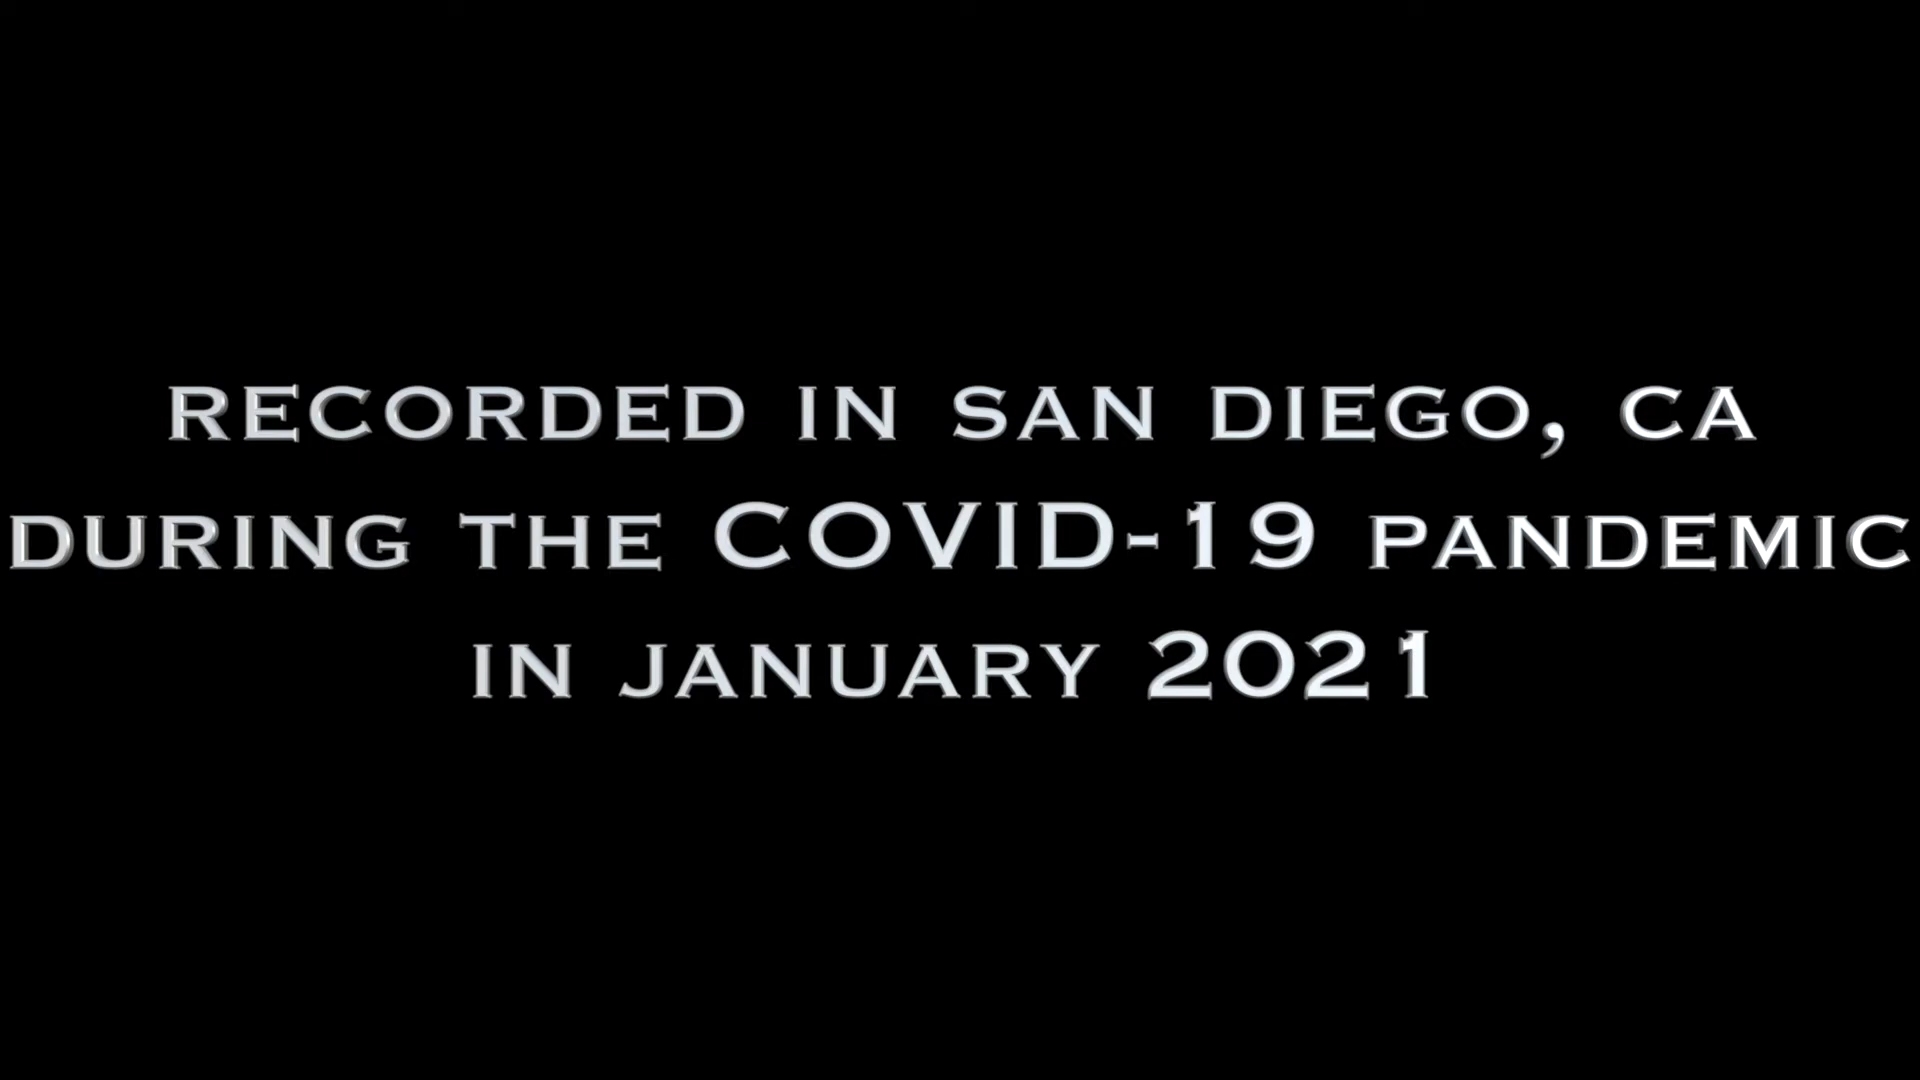 RECORDED IN SAN DIEGO, CA
DURING THE COVID-19 PANDEMIC
IN JANUARY 2021